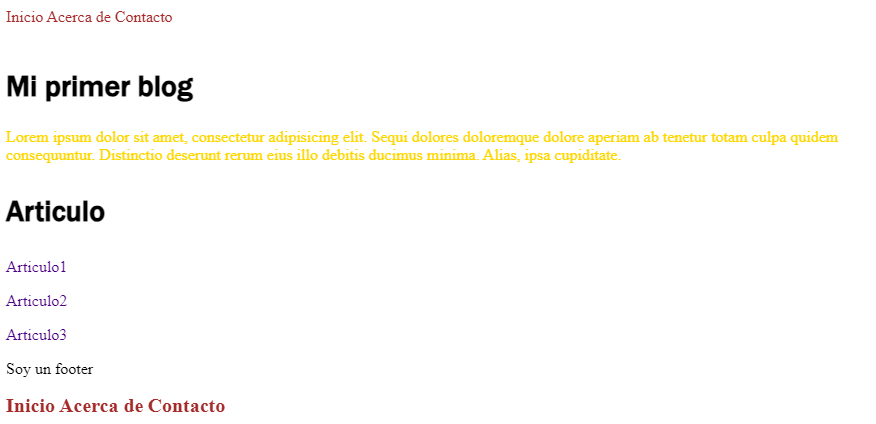 Inicio Acerca de Contacto
Mi primer blog
Lorem ipsum dolor sit amet, consectetur adipisicing elit. Sequi dolores doloremque dolore aperiam ab tenetur totam culpa quidem
consequuntur. Distinctio deserunt rerum eius illo debitis ducimus minima. Alias, ipsa cupiditate.
Articulo
Articulo1
Articulo2
Articulo3
Soy un footer
Inicio Acerca de Contacto